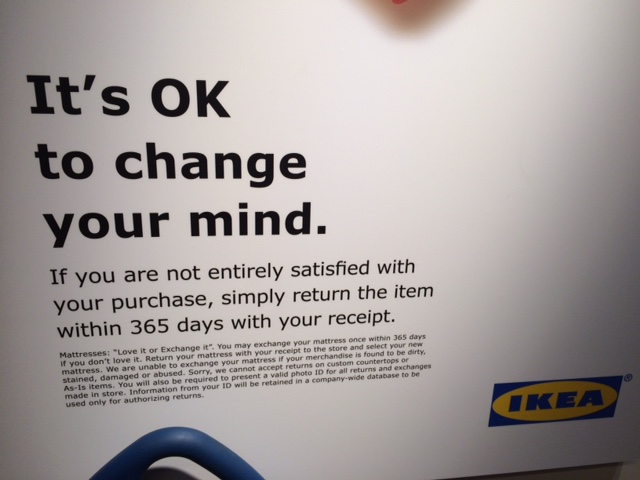 It's OK
to change
your mind.
If you are not entirely satisfied with
your purchase, simply return the item
within 365 days with your receipt.
Mattresses: "Love it or Exchange it". You may exchange your mattress once within 365 days
if you don't love it. Return your mattress with your receipt to the store and select your new
mattress. We are unable to exchange your mattress if your merchandise is found to be dirty,
stained, damaged or abused. Sorry, we cannot accept returns on custom countertops or
As-Is items. You will also be required to present a valid photo ID for all returns and exchanges
made in store. Information from your ID will be retained in a company-wide database to be
used only for authorizing returns.
IKEA®